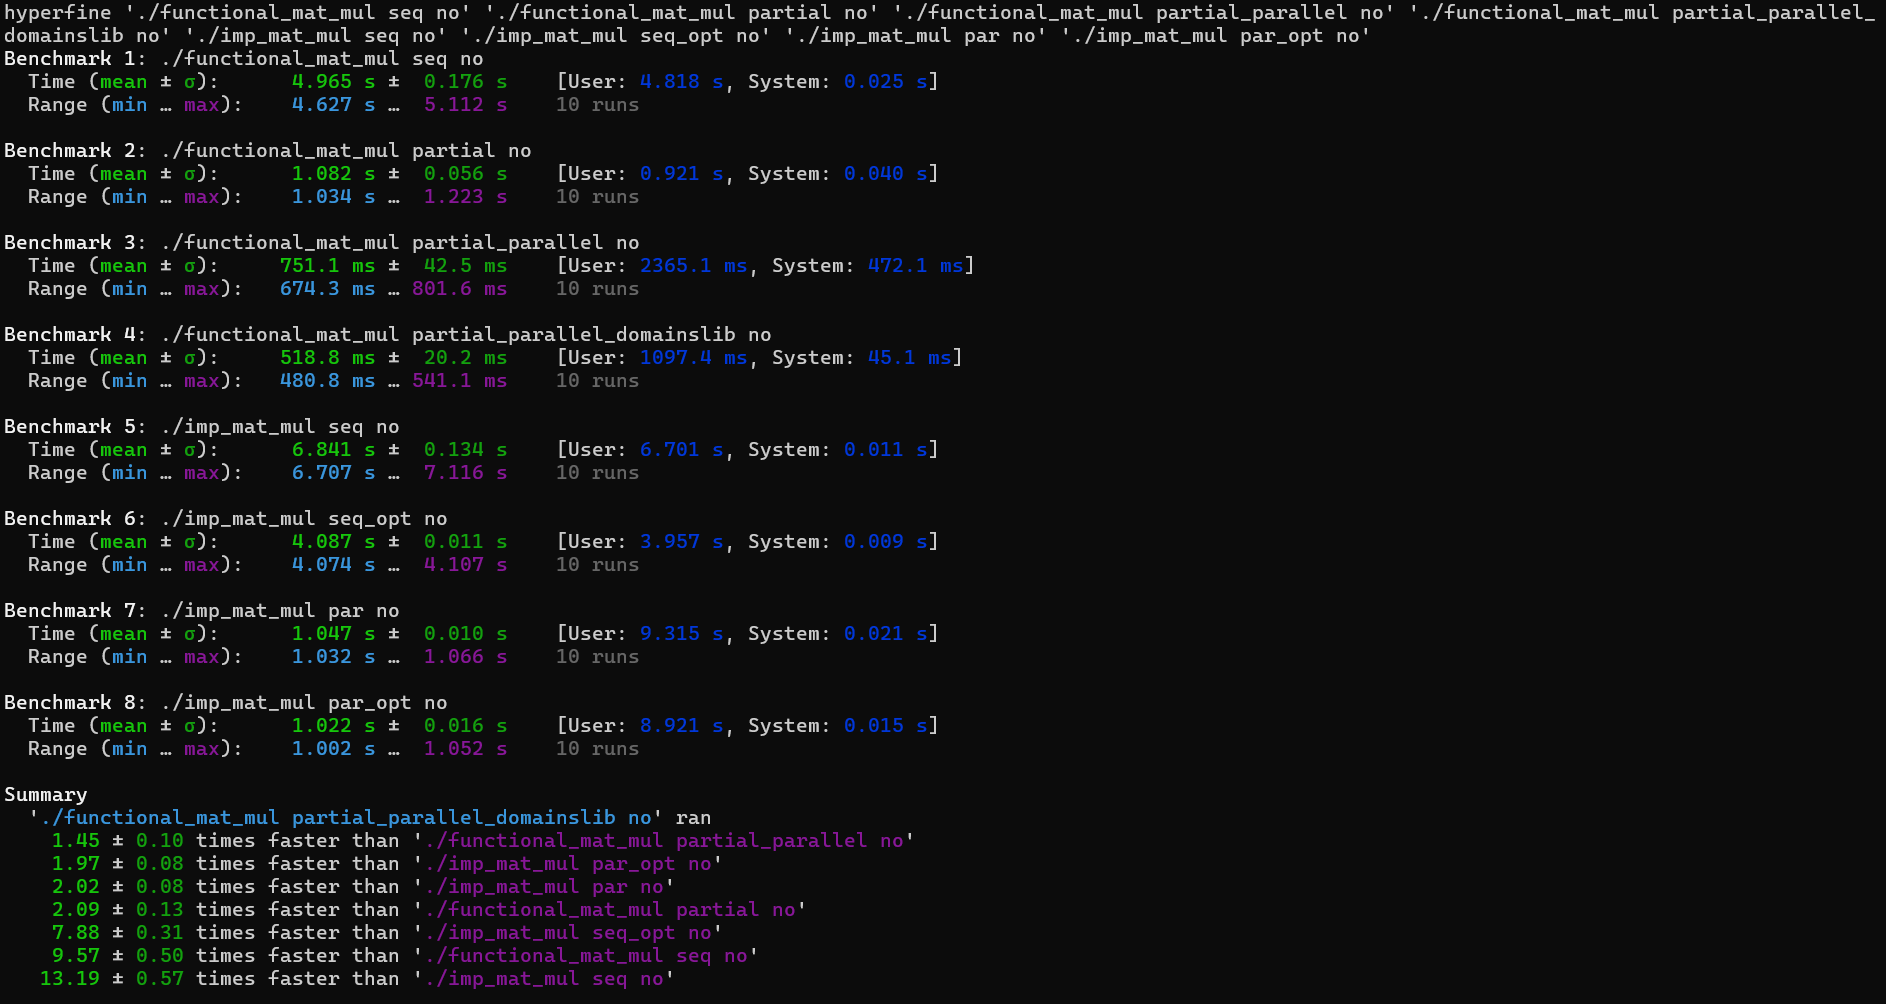 hyperfine './functional_mat_mul seq no' './functional_mat_mul partial no' './functional_mat_mul partial_parallel no' './functional_mat_mul partial_parallel_
domainslib no' './imp_mat_mul seq no' './imp_mat_mul seq_opt no' './imp_mat_mul par no' './imp_mat_mul par_opt no'
Benchmark 1: ./functional_mat_mul seq no
  Time (mean ± σ):      4.965 s ±  0.176 s    [User: 4.818 s, System: 0.025 s]
  Range (min … max):    4.627 s …  5.112 s    10 runs

Benchmark 2: ./functional_mat_mul partial no
  Time (mean ± σ):      1.082 s ±  0.056 s    [User: 0.921 s, System: 0.040 s]
  Range (min … max):    1.034 s …  1.223 s    10 runs

Benchmark 3: ./functional_mat_mul partial_parallel no
  Time (mean ± σ):     751.1 ms ±  42.5 ms    [User: 2365.1 ms, System: 472.1 ms]
  Range (min … max):   674.3 ms … 801.6 ms    10 runs

Benchmark 4: ./functional_mat_mul partial_parallel_domainslib no
  Time (mean ± σ):     518.8 ms ±  20.2 ms    [User: 1097.4 ms, System: 45.1 ms]
  Range (min … max):   480.8 ms … 541.1 ms    10 runs

Benchmark 5: ./imp_mat_mul seq no
  Time (mean ± σ):      6.841 s ±  0.134 s    [User: 6.701 s, System: 0.011 s]
  Range (min … max):    6.707 s …  7.116 s    10 runs

Benchmark 6: ./imp_mat_mul seq_opt no
  Time (mean ± σ):      4.087 s ±  0.011 s    [User: 3.957 s, System: 0.009 s]
  Range (min … max):    4.074 s …  4.107 s    10 runs

Benchmark 7: ./imp_mat_mul par no
  Time (mean ± σ):      1.047 s ±  0.010 s    [User: 9.315 s, System: 0.021 s]
  Range (min … max):    1.032 s …  1.066 s    10 runs

Benchmark 8: ./imp_mat_mul par_opt no
  Time (mean ± σ):      1.022 s ±  0.016 s    [User: 8.921 s, System: 0.015 s]
  Range (min … max):    1.002 s …  1.052 s    10 runs

Summary
  './functional_mat_mul partial_parallel_domainslib no' ran
    1.45 ± 0.10 times faster than './functional_mat_mul partial_parallel no'
    1.97 ± 0.08 times faster than './imp_mat_mul par_opt no'
    2.02 ± 0.08 times faster than './imp_mat_mul par no'
    2.09 ± 0.13 times faster than './functional_mat_mul partial no'
    7.88 ± 0.31 times faster than './imp_mat_mul seq_opt no'
    9.57 ± 0.50 times faster than './functional_mat_mul seq no'
   13.19 ± 0.57 times faster than './imp_mat_mul seq no'